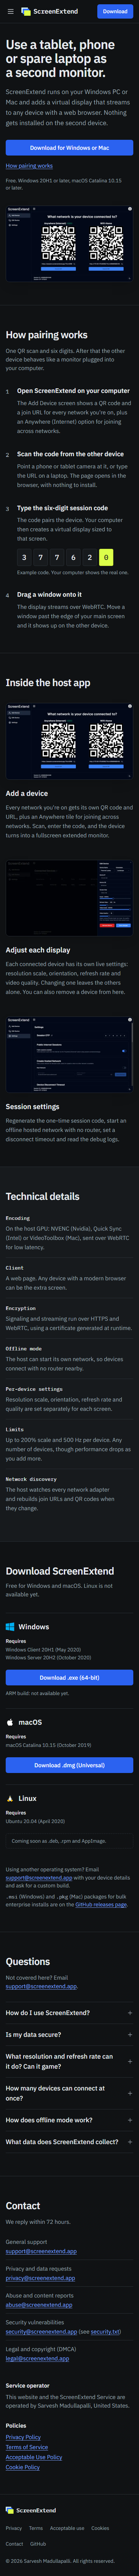 ScreenExtend
Download
Use a tablet, phone
or spare laptop as
a second monitor.
ScreenExtend runs on your Windows PC or
Mac and adds a virtual display that streams
to any device with a web browser. Nothing
gets installed on the second device.
Download for Windows or Mac
How pairing works
Free. Windows 20H1 or later, macOS Catalina 10.15
or later.
ScreenExtend
What network is your device connected to?
How pairing works
One QR scan and six digits. After that the other
device behaves like a monitor plugged into
your computer.
1
Open ScreenExtend on your computer
The Add Device screen shows a QR code and
a join URL for every network you're on, plus
an Anywhere (Internet) option for joining
across networks.
2
Scan the code from the other device
Point a phone or tablet camera at it, or type
the URL on a laptop. The page opens in the
browser, with nothing to install.
3
Type the six-digit session code
The code pairs the device. Your computer
then creates a virtual display sized to
that screen.
3 7 7 6 2 0
Example code. Your computer shows the real one.
4
Drag a window onto it
The display streams over WebRTC. Move a
window past the edge of your main screen
and it shows up on the other device.
Inside the host app
ScreenExtend
What network is your device connected to?
Add a device
Every network you're on gets its own QR code and
URL, plus an Anywhere tile for joining across
networks. Scan, enter the code, and the device
turns into a fullscreen extended monitor.
Adjust each display
Each connected device has its own live settings:
resolution scale, orientation, refresh rate and
video quality. Changing one leaves the others
alone. You can also remove a device from here.
ScreenExtend
Settings
Session settings
Regenerate the one-time session code, start an
offline hosted network with no router, set a
disconnect timeout and read the debug logs.
Technical details
Encoding
On the host GPU: NVENC (Nvidia), Quick Sync
(Intel) or VideoToolbox (Mac), sent over WebRTC
for low latency.
Client
A web page. Any device with a modern browser
can be the extra screen.
Encryption
Signaling and streaming run over HTTPS and
WebRTC, using a certificate generated at runtime.
Offline mode
The host can start its own network, so devices
connect with no router nearby.
Per-device settings
Resolution scale, orientation, refresh rate and
quality are set separately for each screen.
Limits
Up to 200% scale and 500 Hz per device. Any
number of devices, though performance drops as
you add more.
Network discovery
The host watches every network adapter
and rebuilds join URLs and QR codes when
they change.
Download ScreenExtend
Free for Windows and macOS. Linux is not
available yet.
Windows
Requires
Windows Client 20H1 (May 2020)
Windows Server 20H2 (October 2020)
Download .exe (64-bit)
ARM build: not available yet.
macOS
Requires
macOS Catalina 10.15 (October 2019)
Download .dmg (Universal)
Linux
Requires
Ubuntu 20.04 (April 2020)
Coming soon as .deb, .rpm and AppImage.
Using another operating system? Email
support@screenextend.app with your device details
and ask for a custom build.
.msi (Windows) and .pkg (Mac) packages for bulk
enterprise installs are on the GitHub releases page.
Questions
Not covered here? Email
support@screenextend.app.
How do I use ScreenExtend?
Is my data secure?
What resolution and refresh rate can
it do? Can it game?
How many devices can connect at
once?
How does offline mode work?
What data does ScreenExtend collect?
Contact
We reply within 72 hours.
General support
support@screenextend.app
Privacy and data requests
privacy@screenextend.app
Abuse and content reports
abuse@screenextend.app
Security vulnerabilities
security@screenextend.app (see security.txt)
Legal and copyright (DMCA)
legal@screenextend.app
Service operator
This website and the ScreenExtend Service are
operated by Sarvesh Madullapalli, United States.
Policies
Privacy Policy
Terms of Service
Acceptable Use Policy
Cookie Policy
ScreenExtend
Privacy Terms Acceptable use Cookies
Contact GitHub
© 2026 Sarvesh Madullapalli. All rights reserved.